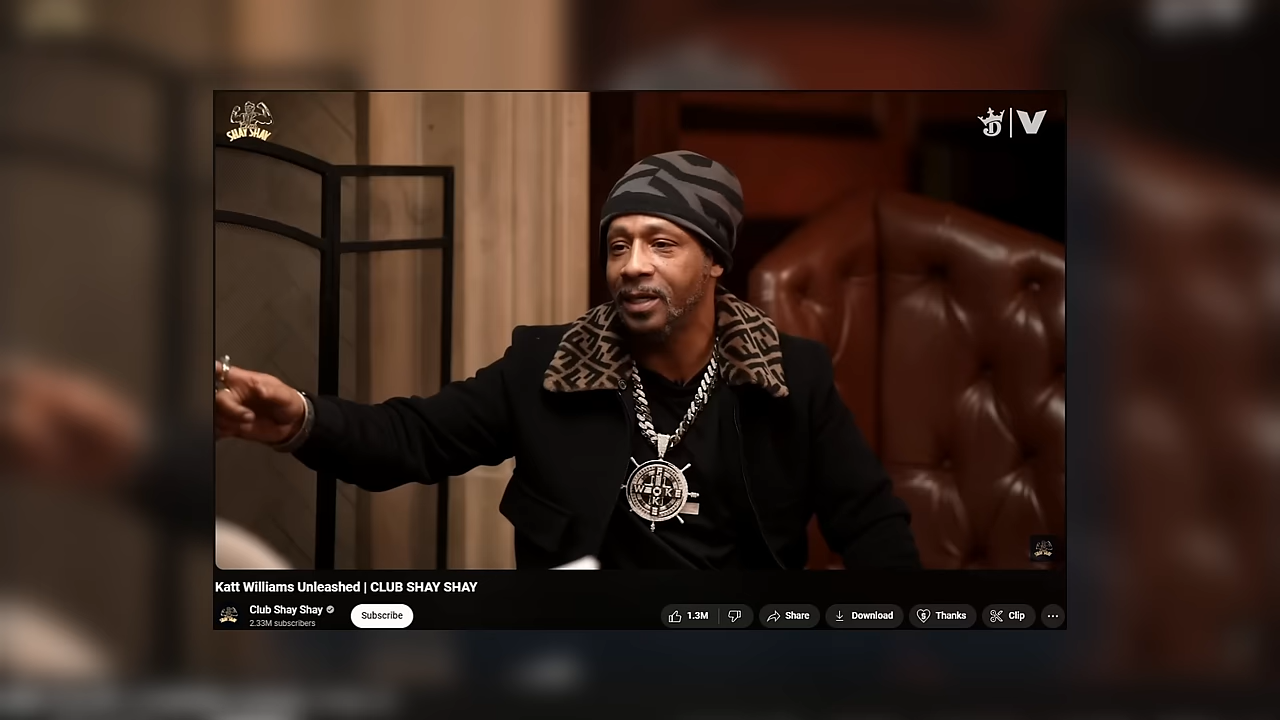 SHAY SHAY
WOKE
Katt Williams Unleashed | CLUB SHAY SHAY
Club Shay Shay
2.33M subscribers
Subscribe
1.3M
Share
Download
Thanks
Clip